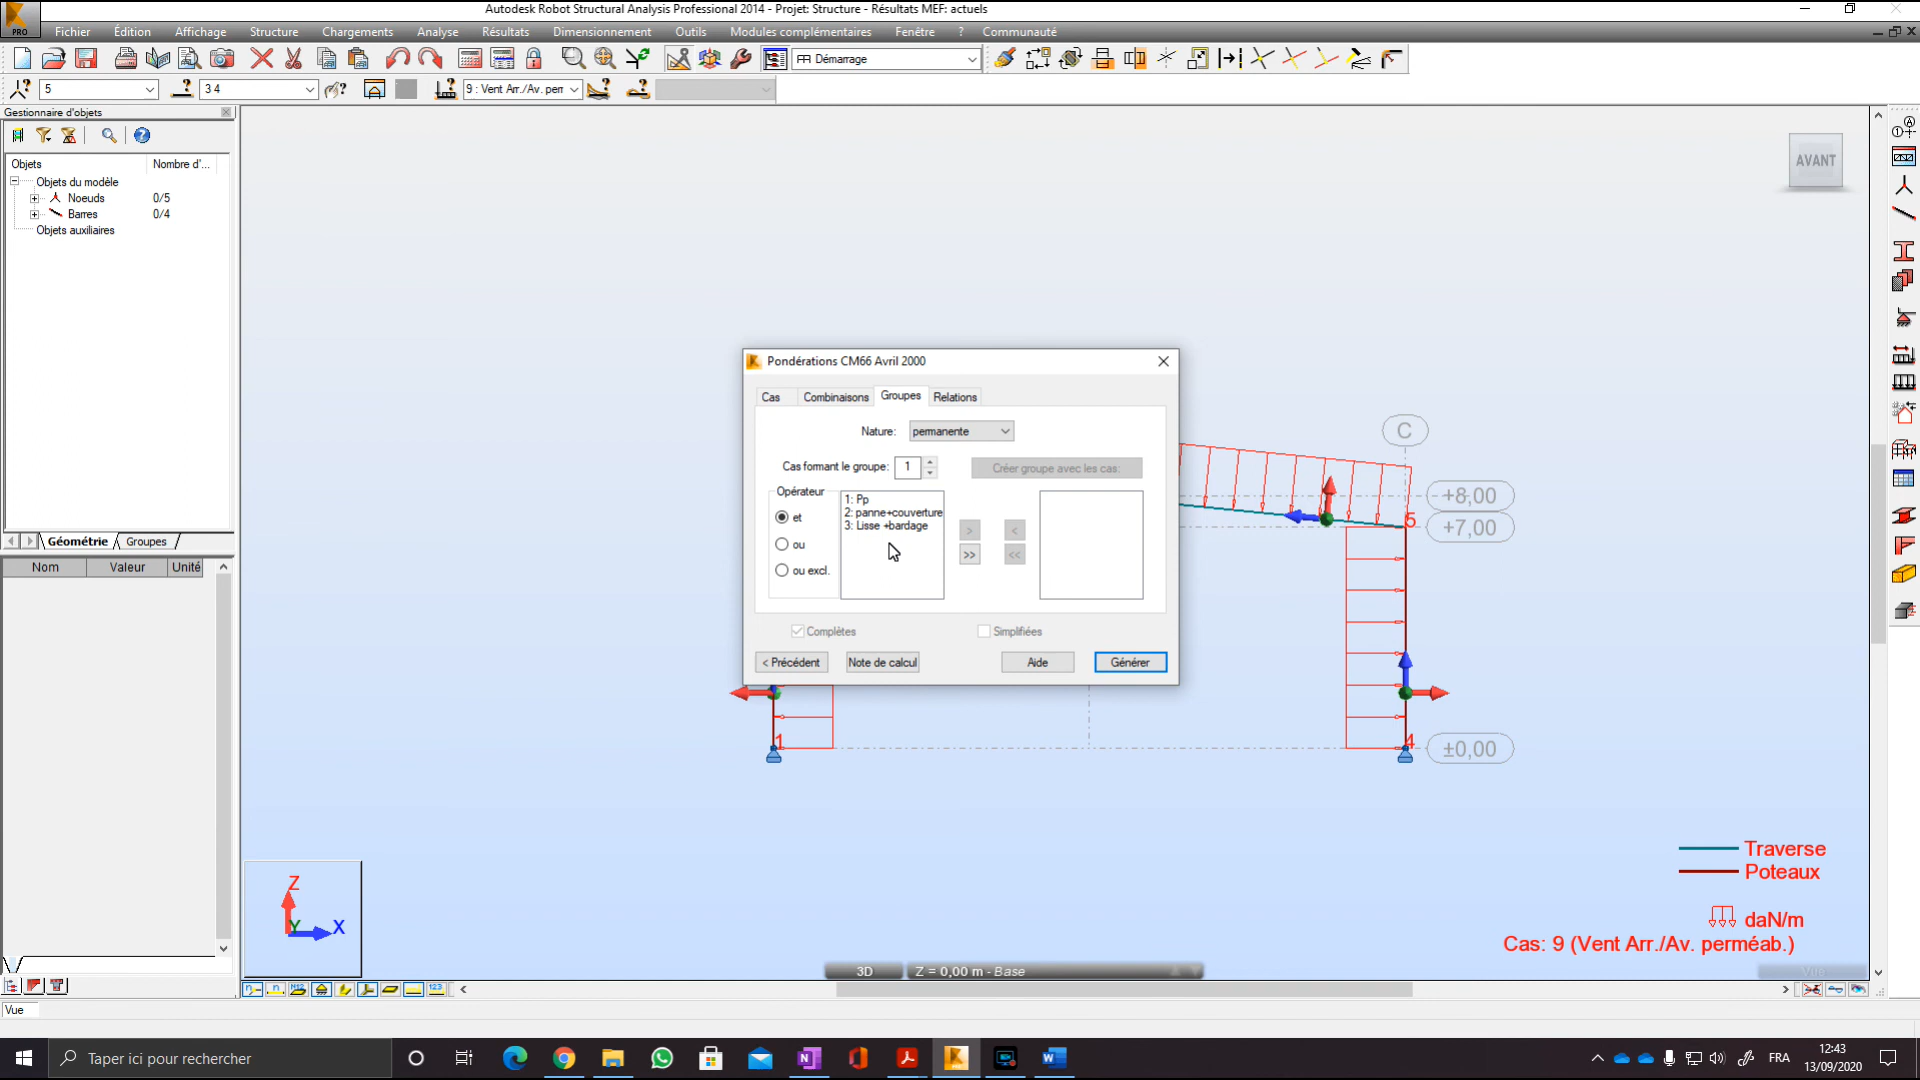 Autodesk Robot Structural Analysis Professional 2014 - Projet: Structure - Résultats MEF: actuels
PRO
Fichier Édition Affichage Structure Chargements Analyse Résultats Dimensionnement Outils Modules complémentaires Fenêtre ? Communauté
Démarrage
5 3 4 9 : Vent Arr./Av. perr
Gestionnaire d'objets
Objets Nombre d'...
Objets du modèle
Noeuds 0/5
Barres 0/4
Objets auxiliaires
Géométrie Groupes
Nom Valeur Unité
AVANT
Pondérations CM66 Avril 2000
Cas Combinaisons Groupes Relations
Nature: permanente
Cas formant le groupe: 1 Créer groupe avec les cas:
Opérateur
et
ou
ou excl.
1: Pp
2: panne+couverture
3: Lisse +bardage
> <
>> <<
Complètes Simplifiées
< Précédent Note de calcul Aide Générer
C
+8,00
5
+7,00
1
4
±0,00
Traverse
Poteaux
daN/m
Cas: 9 (Vent Arr./Av. perméab.)
Z
Y X
3D Z = 0,00 m - Base
Vue
Vue
Taper ici pour rechercher
FRA
12:43
13/09/2020